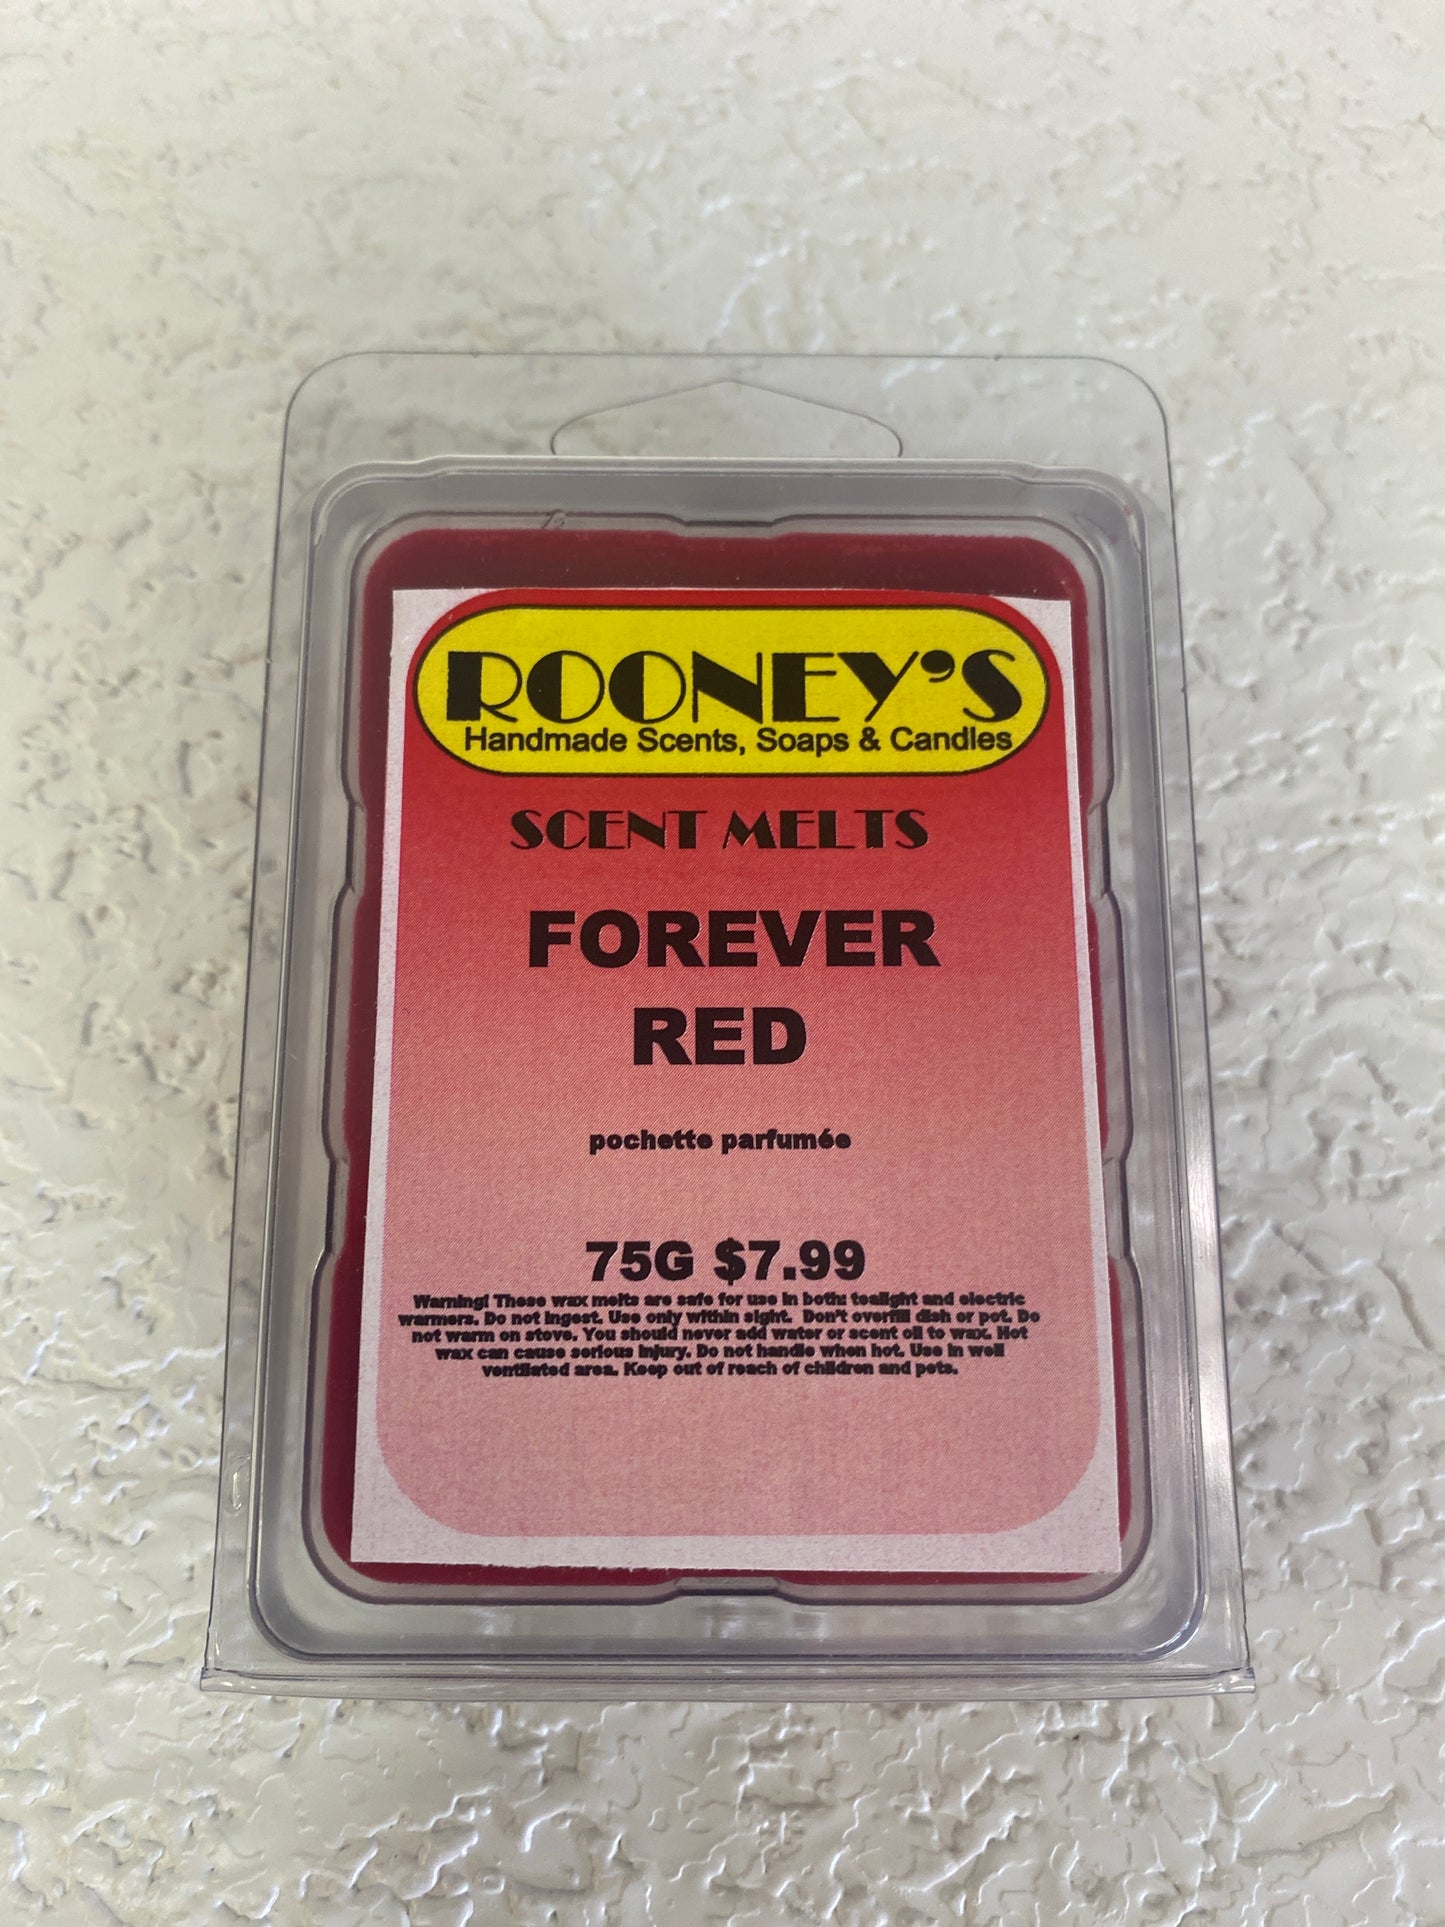 ROONEY'S
Handmade Scents, Soaps & Candles
SCENT MELTS
FOREVER
RED
pochette parfumée
75G $7.99
Warning! These wax melts are safe for use in both: tealight and electric
warmers. Do not ingest. Use only within sight. Don't overfill dish or pot. Do
not warm on stove. You should never add water or scent oil to wax. Hot
wax can cause serious injury. Do not handle when hot. Use in well
ventilated area. Keep out of reach of children and pets.